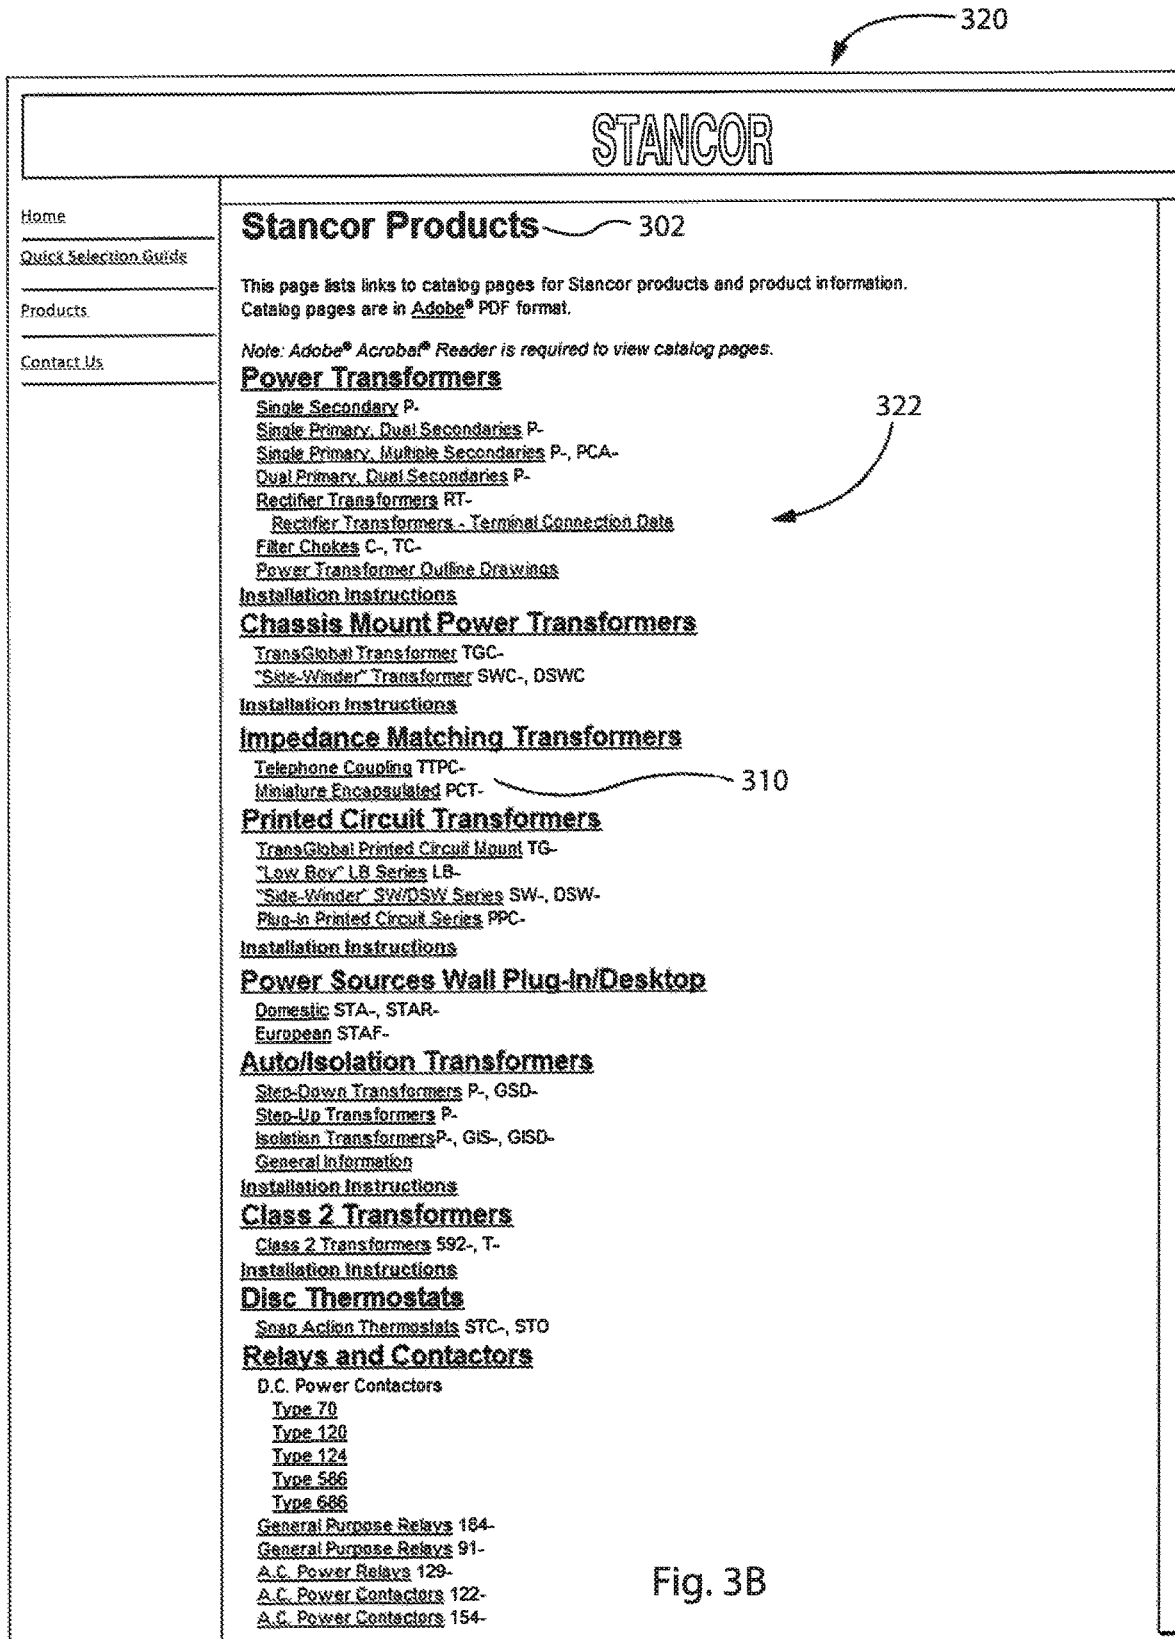 320
STANCOR
Home
Quick Selection Guide
Products
Contact Us
Stancor Products 302
This page lists links to catalog pages for Stancor products and product information.
Catalog pages are in Adobe® PDF format.
Note: Adobe® Acrobat® Reader is required to view catalog pages.
Power Transformers
Single Secondary P-
322
Single Primary, Dual Secondaries P-
Single Primary, Multiple Secondaries P-, PCA-
Dual Primary, Dual Secondaries P-
Rectifier Transformers RT-
Rectifier Transformers - Terminal Connection Data
Filter Chokes C-, TC-
Power Transformer Outline Drawings
Installation Instructions
Chassis Mount Power Transformers
TransGlobal Transformer TGC-
"Side-Winder" Transformer SWC-, DSWC
Installation Instructions
Impedance Matching Transformers
Telephone Coupling TTPC-
310
Miniature Encapsulated PCT-
Printed Circuit Transformers
TransGlobal Printed Circuit Mount TG-
"Low Boy" LB Series LB-
"Side-Winder" SW/DSW Series SW-, DSW-
Plug-In Printed Circuit Series PPC-
Installation Instructions
Power Sources Wall Plug-In/Desktop
Domestic STA-, STAR-
European STAF-
Auto/Isolation Transformers
Step-Down Transformers P-, GSD-
Step-Up Transformers P-
Isolation TransformersP-, GIS-, GISD-
General Information
Installation Instructions
Class 2 Transformers
Class 2 Transformers 592-, T-
Installation Instructions
Disc Thermostats
Snap Action Thermostats STC-, STO
Relays and Contactors
D.C. Power Contactors
Type 70
Type 120
Type 124
Type 586
Type 686
General Purpose Relays 184-
General Purpose Relays 91-
A.C. Power Relays 129-
A.C. Power Contactors 122-
A.C. Power Contactors 154-
Fig. 3B